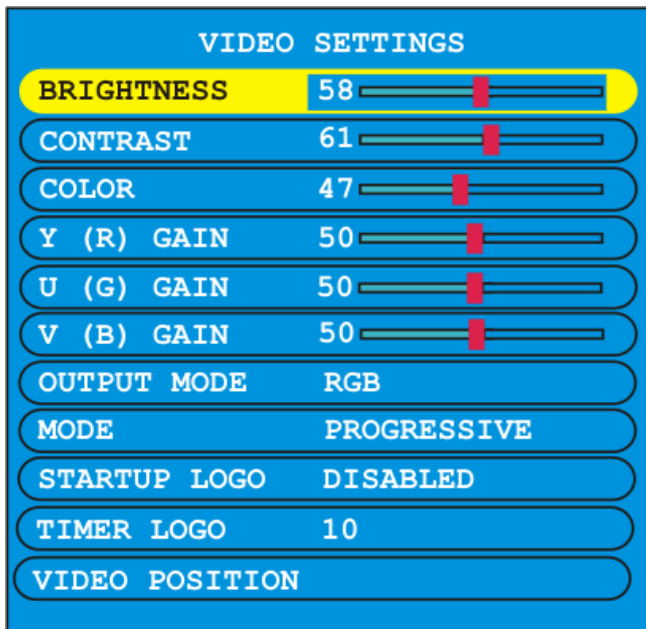 VIDEO SETTINGS
BRIGHTNESS 58
CONTRAST 61
COLOR 47
Y (R) GAIN 50
U (G) GAIN 50
V (B) GAIN 50
OUTPUT MODE RGB
MODE PROGRESSIVE
STARTUP LOGO DISABLED
TIMER LOGO 10
VIDEO POSITION